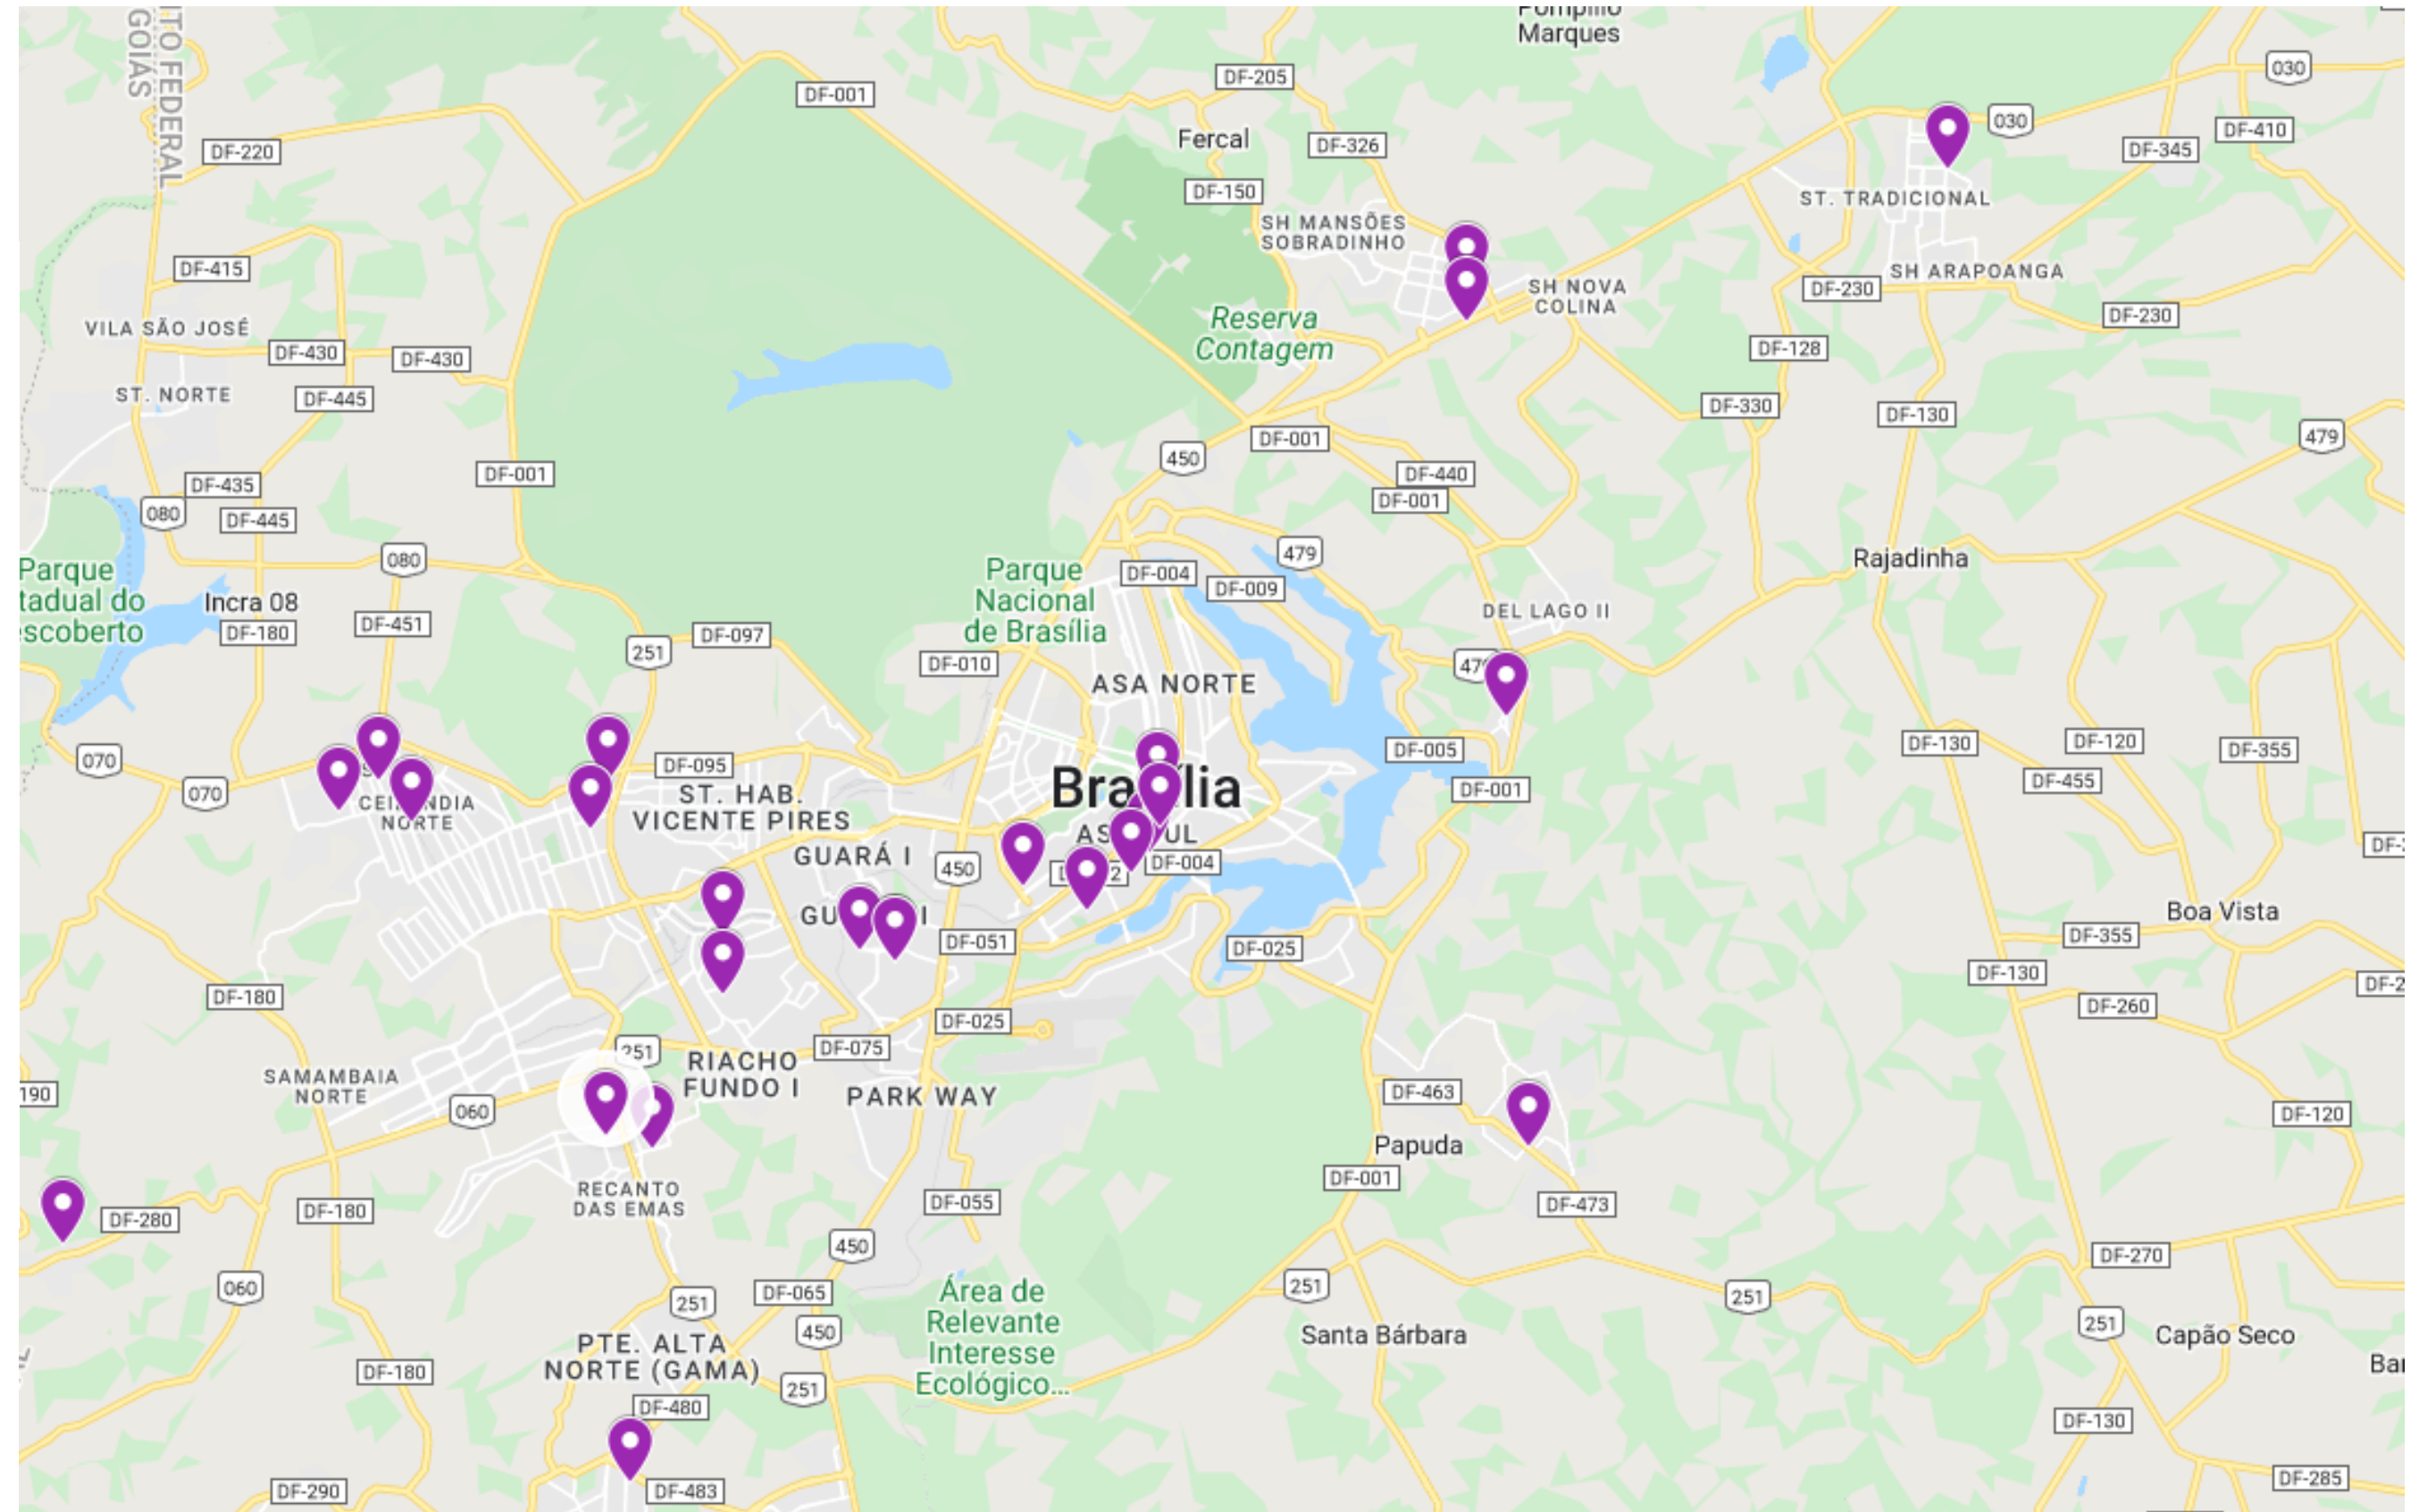 Pompílio
Marques
ITO FEDERAL
GOIÁS
DF-001
DF-205
030
DF-220
Fercal
DF-326
030
DF-410
DF-345
DF-150
ST. TRADICIONAL
SH MANSÕES
SOBRADINHO
DF-415
SH ARAPOANGA
SH NOVA
COLINA
DF-230
DF-230
VILA SÃO JOSÉ
Reserva
Contagem
DF-430
DF-430
DF-128
ST. NORTE
DF-445
DF-330
DF-130
DF-001
479
450
DF-001
DF-440
DF-435
DF-001
080
DF-445
080
479
Rajadinha
Parque
tadual do
escoberto
Parque
Nacional
de Brasília
DF-004
DF-009
Incra 08
DF-180
DF-451
DEL LAGO II
DF-097
251
DF-010
ASA NORTE
070
DF-005
DF-130
DF-120
DF-355
DF-095
DF-455
070
DF-001
ST. HAB.
VICENTE PIRES
NORTE
DF-004
GUARÁ I
450
DF-051
DF-025
Boa Vista
DF-355
DF-130
DF-2
DF-180
DF-260
DF-025
DF-075
251
RIACHO
FUNDO I
SAMAMBAIA
NORTE
190
060
PARK WAY
DF-463
DF-120
Papuda
DF-001
RECANTO
DAS EMAS
DF-280
DF-180
DF-055
DF-473
450
DF-270
060
DF-065
251
251
251
Área de
Relevante
Interesse
Ecológico...
450
251
Santa Bárbara
Capão Seco
PTE. ALTA
NORTE (GAMA)
Bar
DF-180
251
DF-480
DF-130
DF-290
DF-483
DF-285